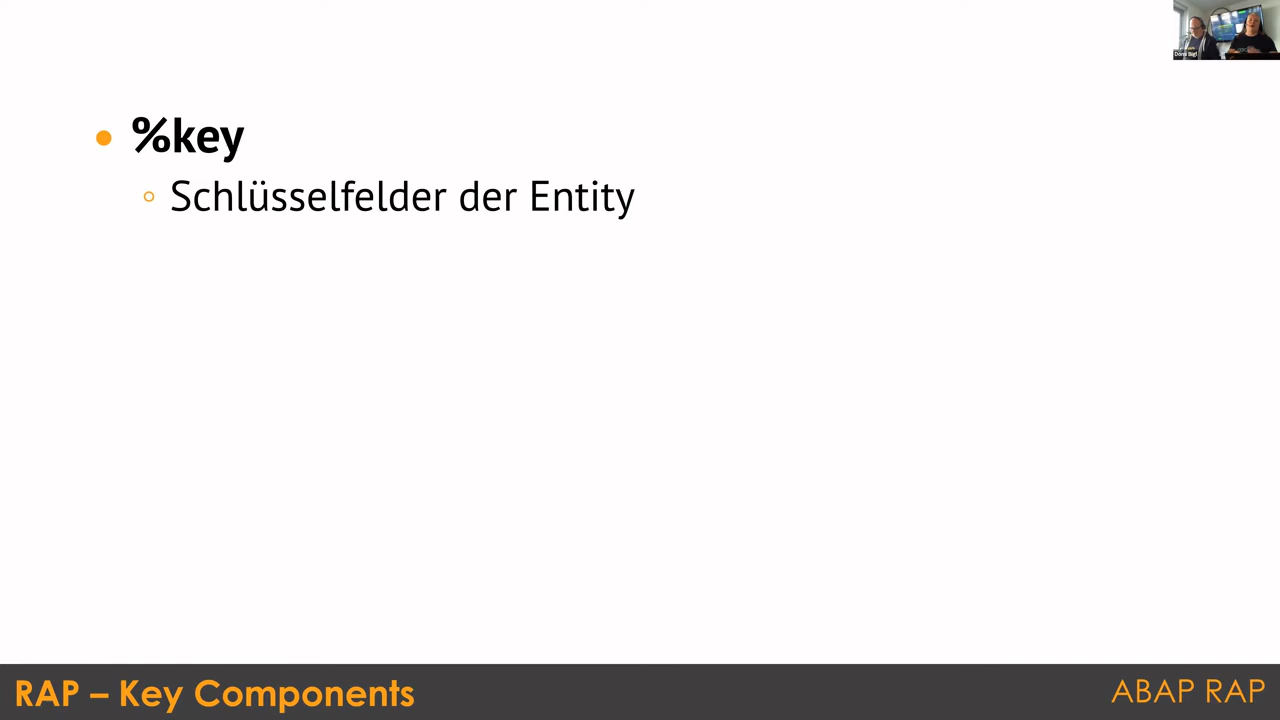 %key
Schlüsselfelder der Entity
RAP – Key Components
ABAP RAP